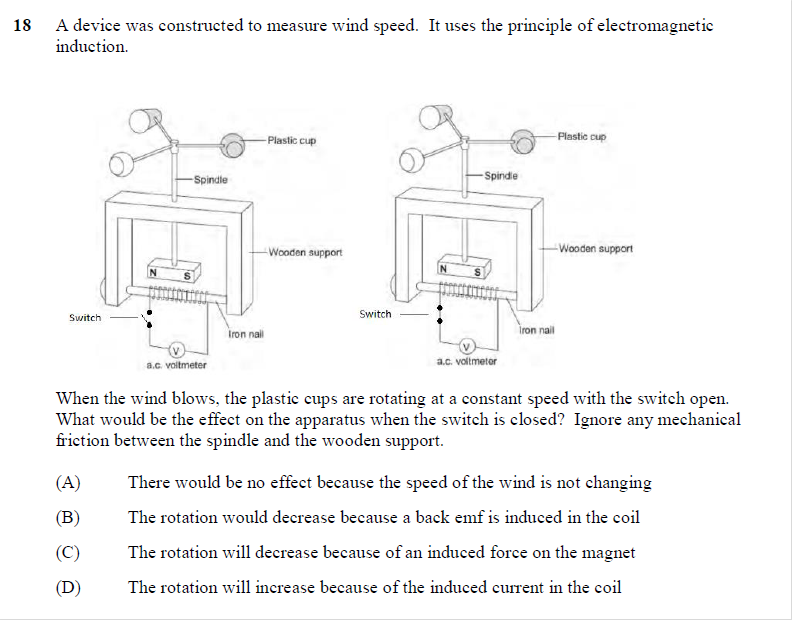 18 A device was constructed to measure wind speed. It uses the principle of electromagnetic
induction.
Plastic cup
Spindle
Wooden support
N S
Switch
Iron nail
V
a.c. voltmeter
Plastic cup
Spindle
Wooden support
N S
Switch
Iron nail
V
a.c. voltmeter
When the wind blows, the plastic cups are rotating at a constant speed with the switch open.
What would be the effect on the apparatus when the switch is closed? Ignore any mechanical
friction between the spindle and the wooden support.
(A) There would be no effect because the speed of the wind is not changing
(B) The rotation would decrease because a back emf is induced in the coil
(C) The rotation will decrease because of an induced force on the magnet
(D) The rotation will increase because of the induced current in the coil